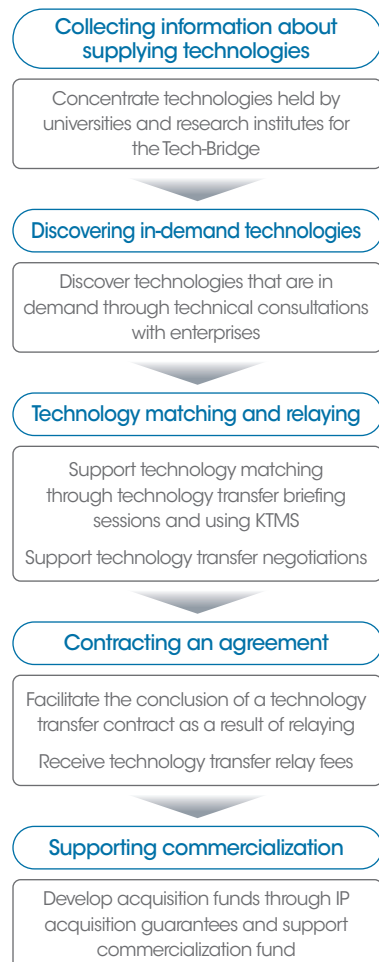 Collecting information about
supplying technologies
Concentrate technologies held by
universities and research institutes for
the Tech-Bridge
Discovering in-demand technologies
Discover technologies that are in
demand through technical consultations
with enterprises
Technology matching and relaying
Support technology matching
through technology transfer briefing
sessions and using KTMS
Support technology transfer negotiations
Contracting an agreement
Facilitate the conclusion of a technology
transfer contract as a result of relaying
Receive technology transfer relay fees
Supporting commercialization
Develop acquisition funds through IP
acquisition guarantees and support
commercialization fund